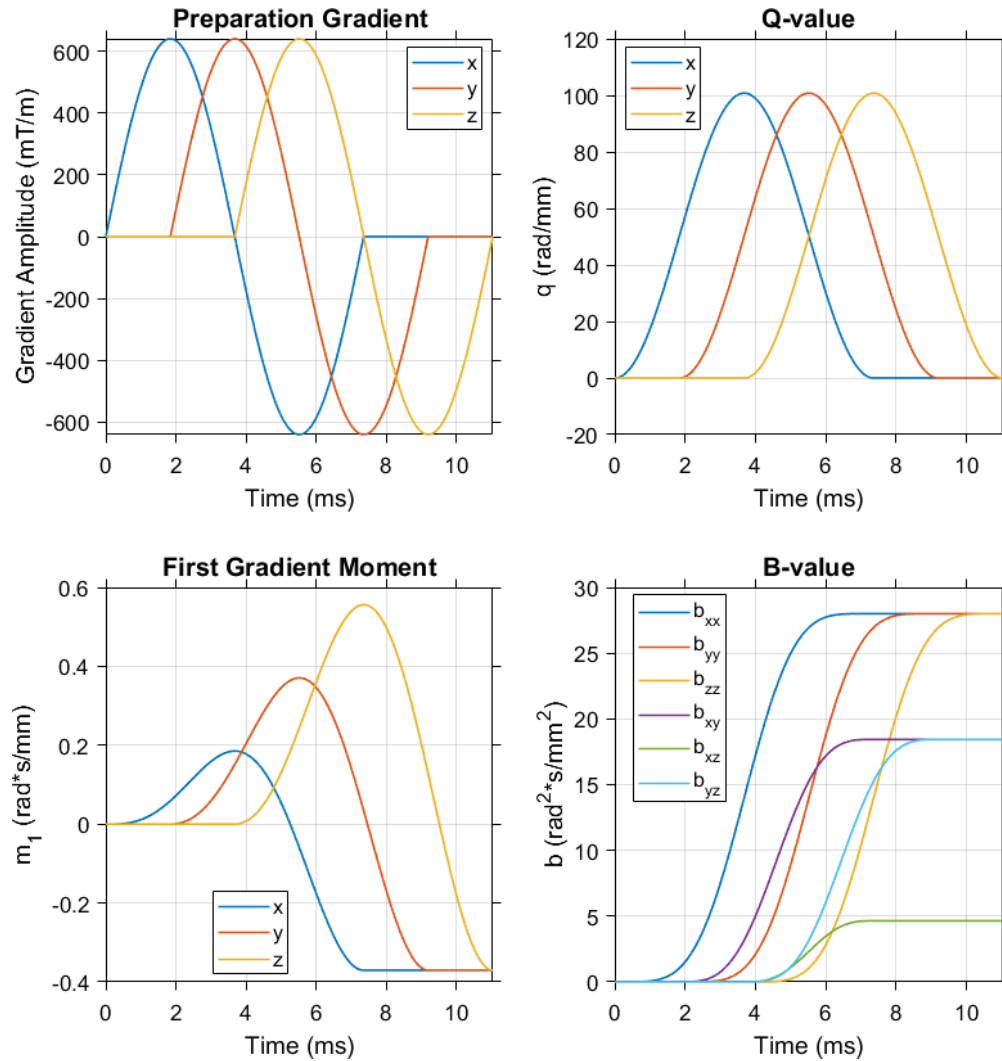 Preparation Gradient
Gradient Amplitude (mT/m)
600
400
200
0
-200
-400
-600
x
y
z
0 2 4 6 8 10
Time (ms)
Q-value
q (rad/mm)
120
100
80
60
40
20
0
-20
x
y
z
0 2 4 6 8 10
Time (ms)
First Gradient Moment
m1 (rad*s/mm)
0.6
0.4
0.2
0
-0.2
-0.4
x
y
z
0 2 4 6 8 10
Time (ms)
B-value
b (rad²*s/mm²)
30
25
20
15
10
5
0
bxx
byy
bzz
bxy
bxz
byz
0 2 4 6 8 10
Time (ms)